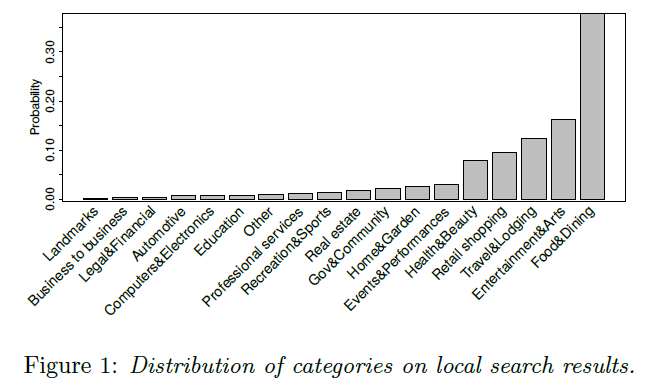 Probability
0.30
0.20
0.10
0.00
Landmarks
Business to business
Legal&Financial
Automotive
Computers&Electronics
Education
Other
Professional services
Recreation&Sports
Real estate
Gov&Community
Home&Garden
Events&Performances
Health&Beauty
Retail shopping
Travel&Lodging
Entertainment&Arts
Food&Dining
Figure 1: Distribution of categories on local search results.